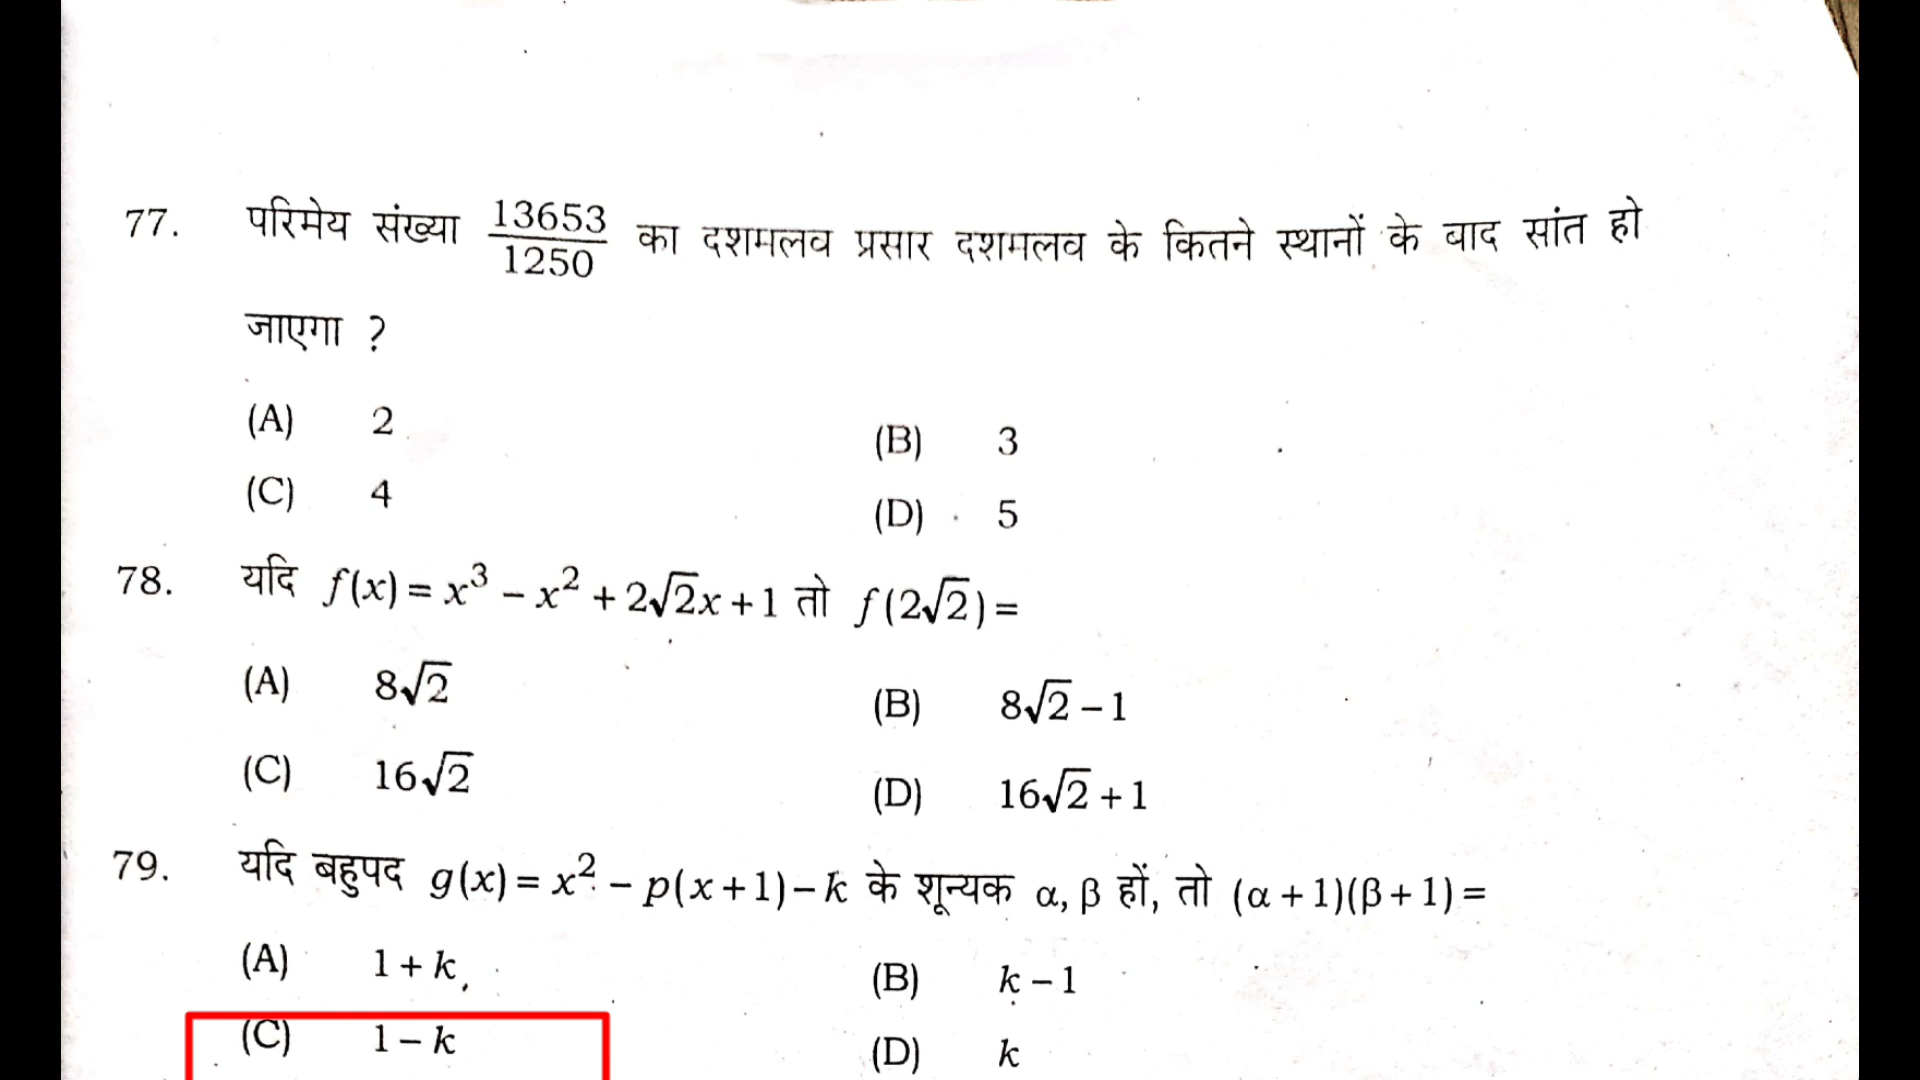 77. परिमेय संख्या 13653/1250 का दशमलव प्रसार दशमलव के कितने स्थानों के बाद सांत हो
जाएगा ?
(A) 2 (B) 3
(C) 4 (D) 5
78. यदि f(x) = x³ – x² + 2√2x + 1 तो f(2√2) =
(A) 8√2 (B) 8√2 – 1
(C) 16√2 (D) 16√2 + 1
79. यदि बहुपद g(x) = x² – p(x + 1) – k के शून्यक α, β हों, तो (α + 1)(β + 1) =
(A) 1 + k (B) k – 1
(C) 1 – k (D) k